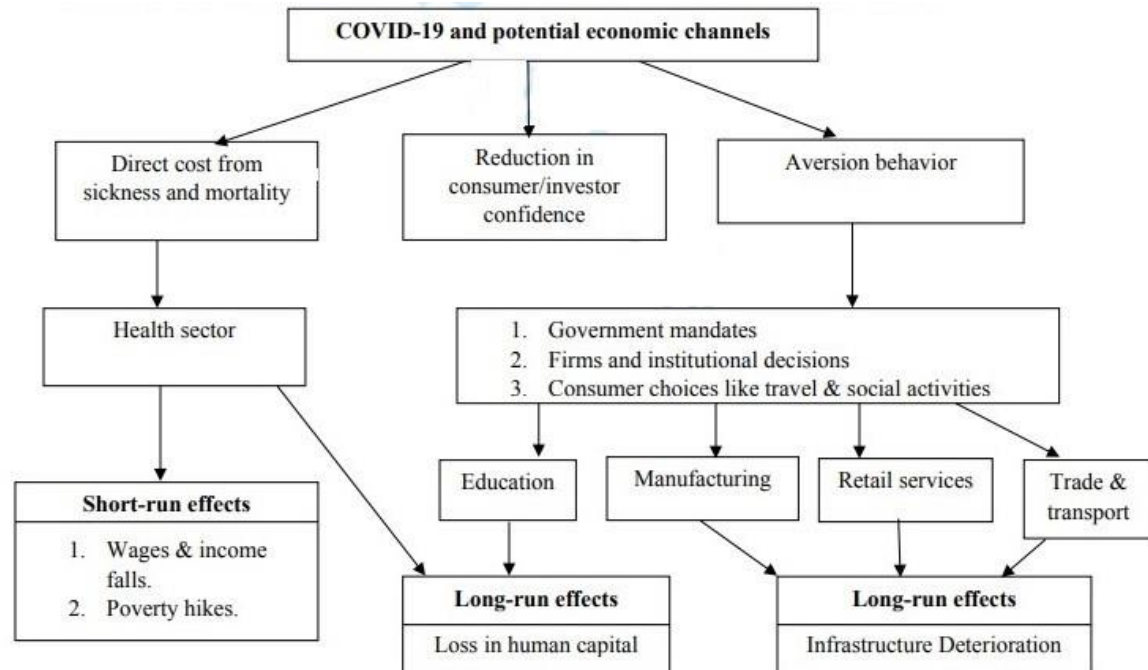 COVID-19 and potential economic channels
Direct cost from
sickness and mortality
Reduction in
consumer/investor
confidence
Aversion behavior
Health sector
1. Government mandates
2. Firms and institutional decisions
3. Consumer choices like travel & social activities
Education
Manufacturing
Retail services
Trade &
transport
Short-run effects
1. Wages & income
falls.
2. Poverty hikes.
Long-run effects
Loss in human capital
Long-run effects
Infrastructure Deterioration